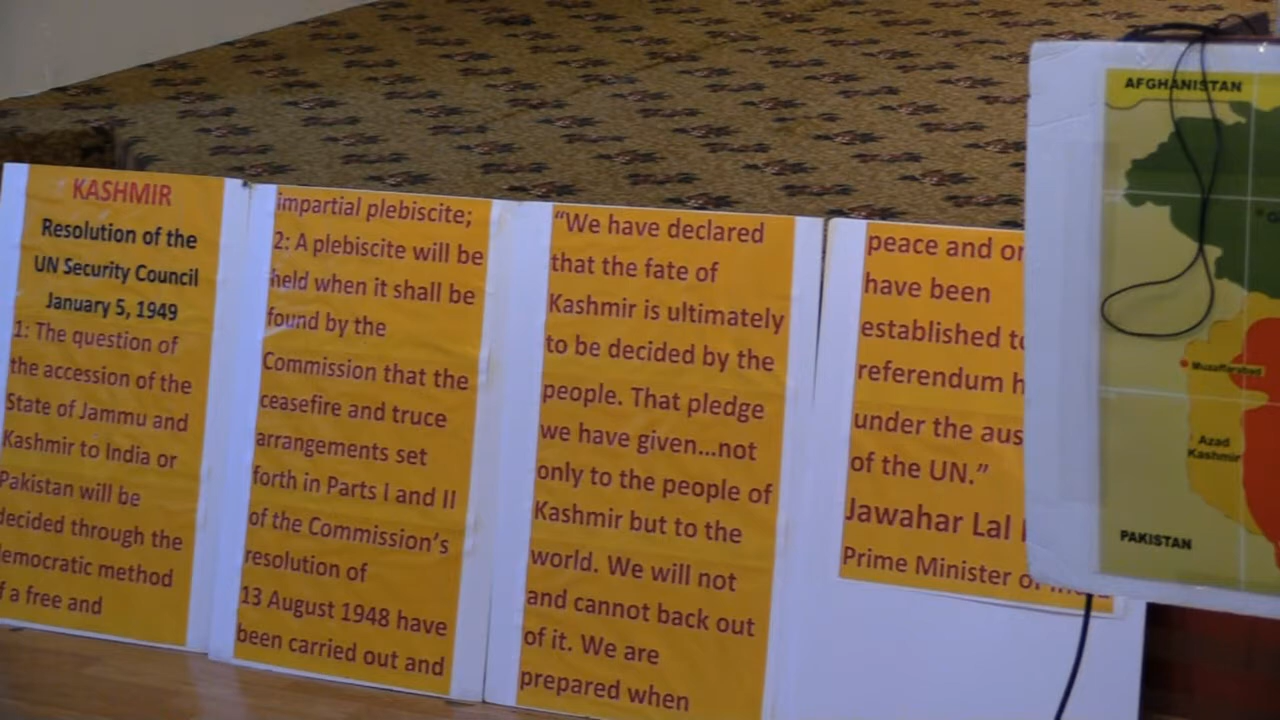 KASHMIR
Resolution of the
UN Security Council
January 5, 1949
1: The question of
the accession of the
State of Jammu and
Kashmir to India or
Pakistan will be
decided through the
democratic method
f a free and
impartial plebiscite;
2: A plebiscite will be
held when it shall be
found by the
Commission that the
ceasefire and truce
arrangements set
forth in Parts I and II
of the Commission's
resolution of
13 August 1948 have
been carried out and
“We have declared
that the fate of
Kashmir is ultimately
to be decided by the
people. That pledge
we have given...not
only to the people of
Kashmir but to the
world. We will not
and cannot back out
of it. We are
prepared when
peace and or
have been
established to
referendum h
under the aus
of the UN.”
Jawahar Lal
Prime Minister of
AFGHANISTAN
Muzaffarabad
Azad
Kashmir
PAKISTAN